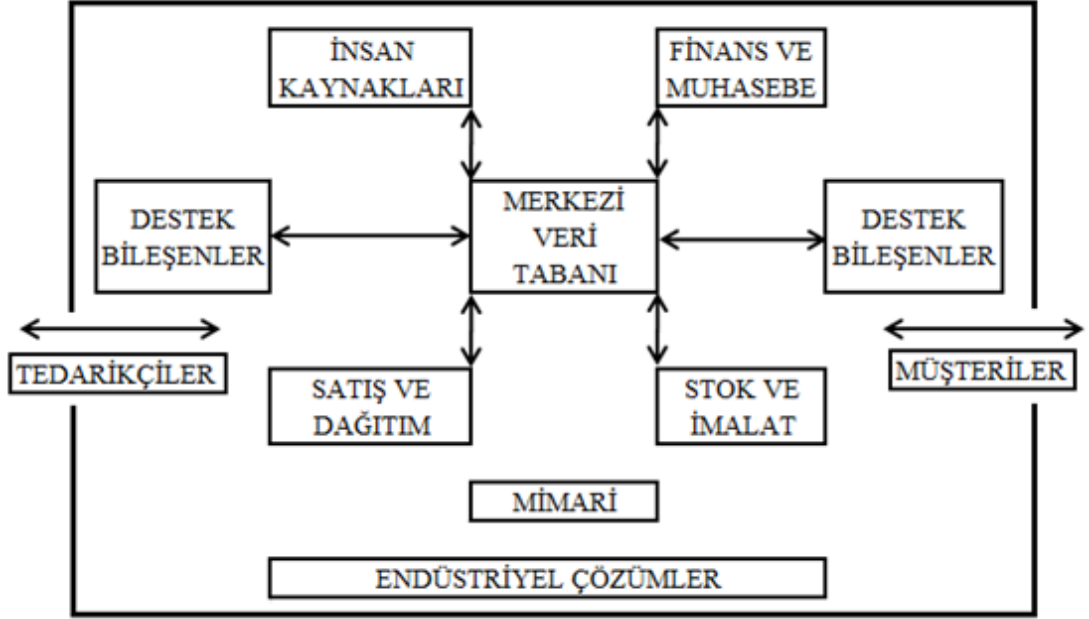 İNSAN
KAYNAKLARI
FİNANS VE
MUHASEBE
DESTEK
BİLEŞENLER
MERKEZİ
VERİ
TABANI
DESTEK
BİLEŞENLER
TEDARİKÇİLER
MÜŞTERİLER
SATIŞ VE
DAĞITIM
STOK VE
İMALAT
MİMARİ
ENDÜSTRİYEL ÇÖZÜMLER